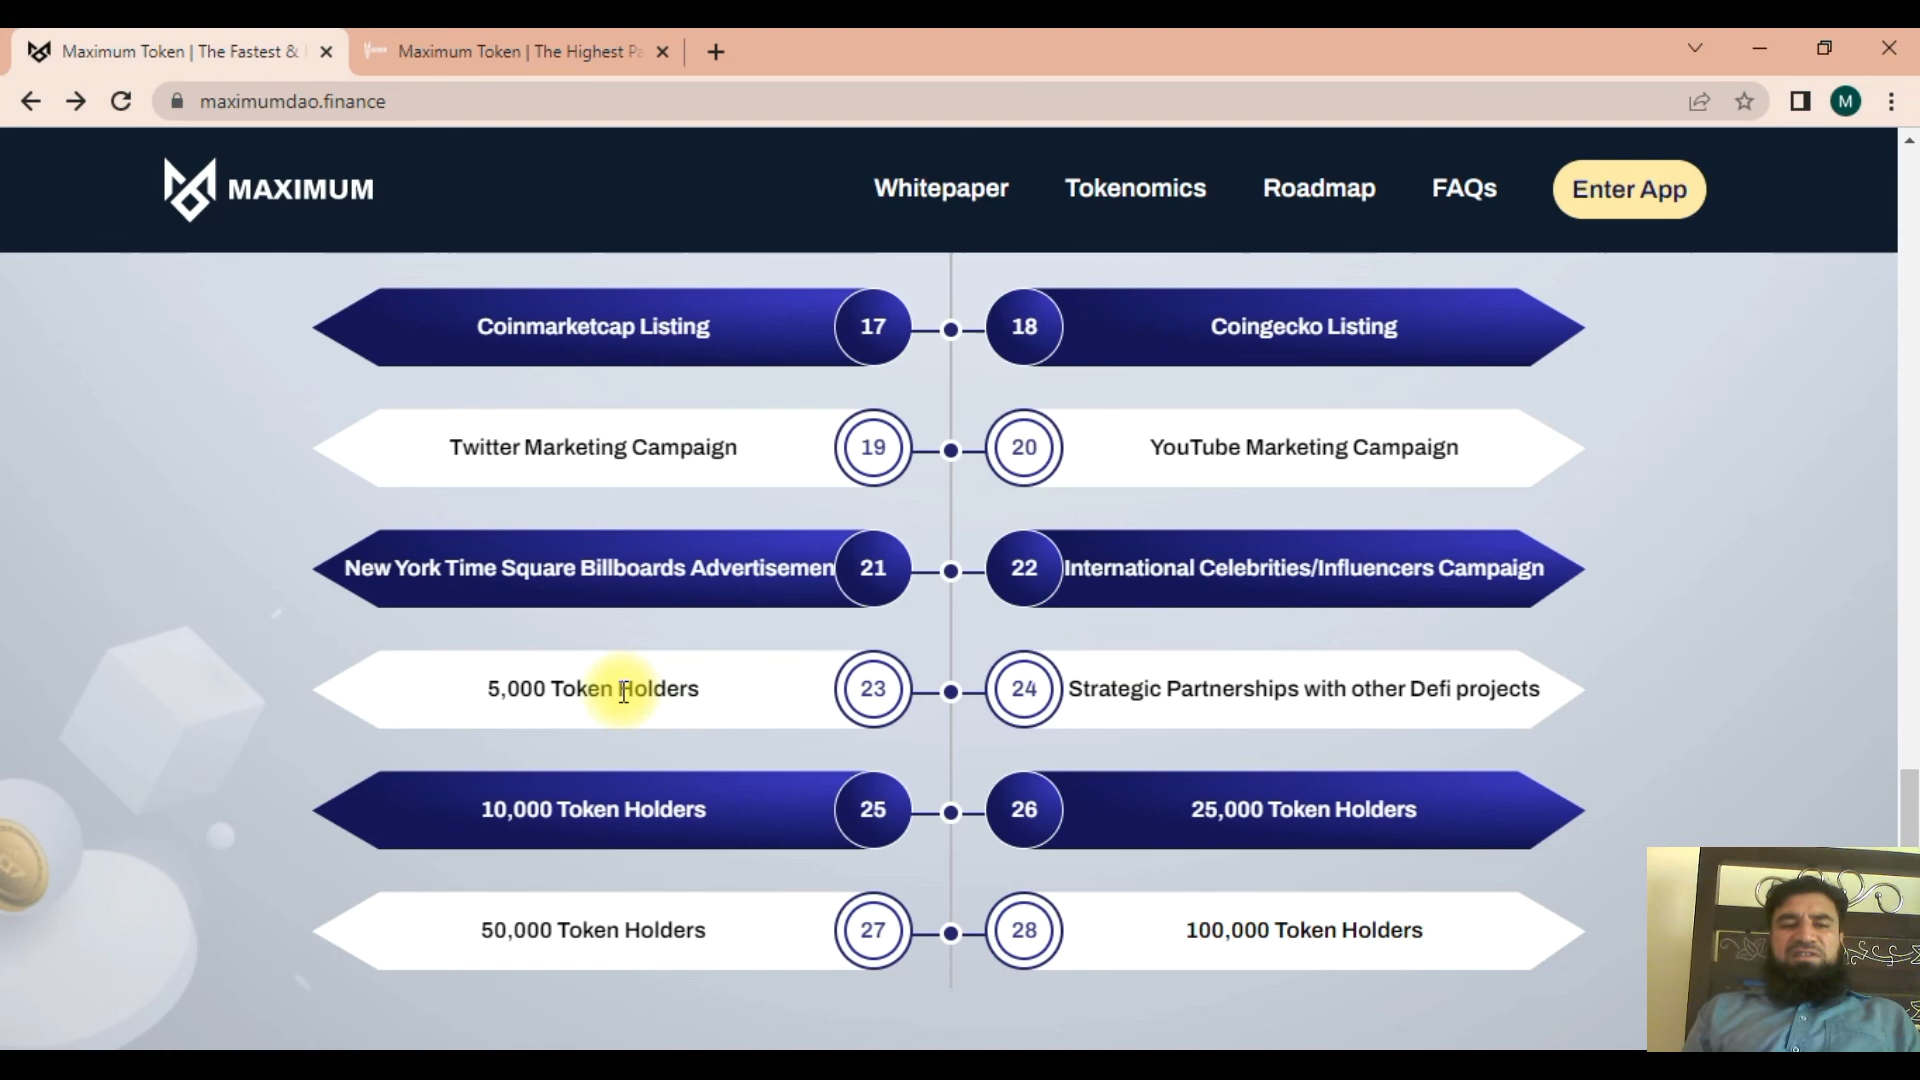 Maximum Token | The Fastest &
Maximum Token | The Highest Pa
maximumdao.finance
M
MAXIMUM
Whitepaper
Tokenomics
Roadmap
FAQs
Enter App
Coinmarketcap Listing 17
18 Coingecko Listing
Twitter Marketing Campaign 19
20 YouTube Marketing Campaign
New York Time Square Billboards Advertisemen 21
22 International Celebrities/Influencers Campaign
5,000 Token Holders 23
24 Strategic Partnerships with other Defi projects
10,000 Token Holders 25
26 25,000 Token Holders
50,000 Token Holders 27
28 100,000 Token Holders